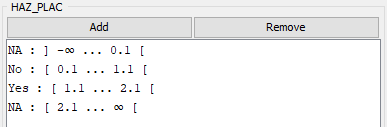 HAZ_PLAC
Add Remove
NA : ] -∞ ... 0.1 [
No : [ 0.1 ... 1.1 [
Yes : [ 1.1 ... 2.1 [
NA : [ 2.1 ... ∞ [